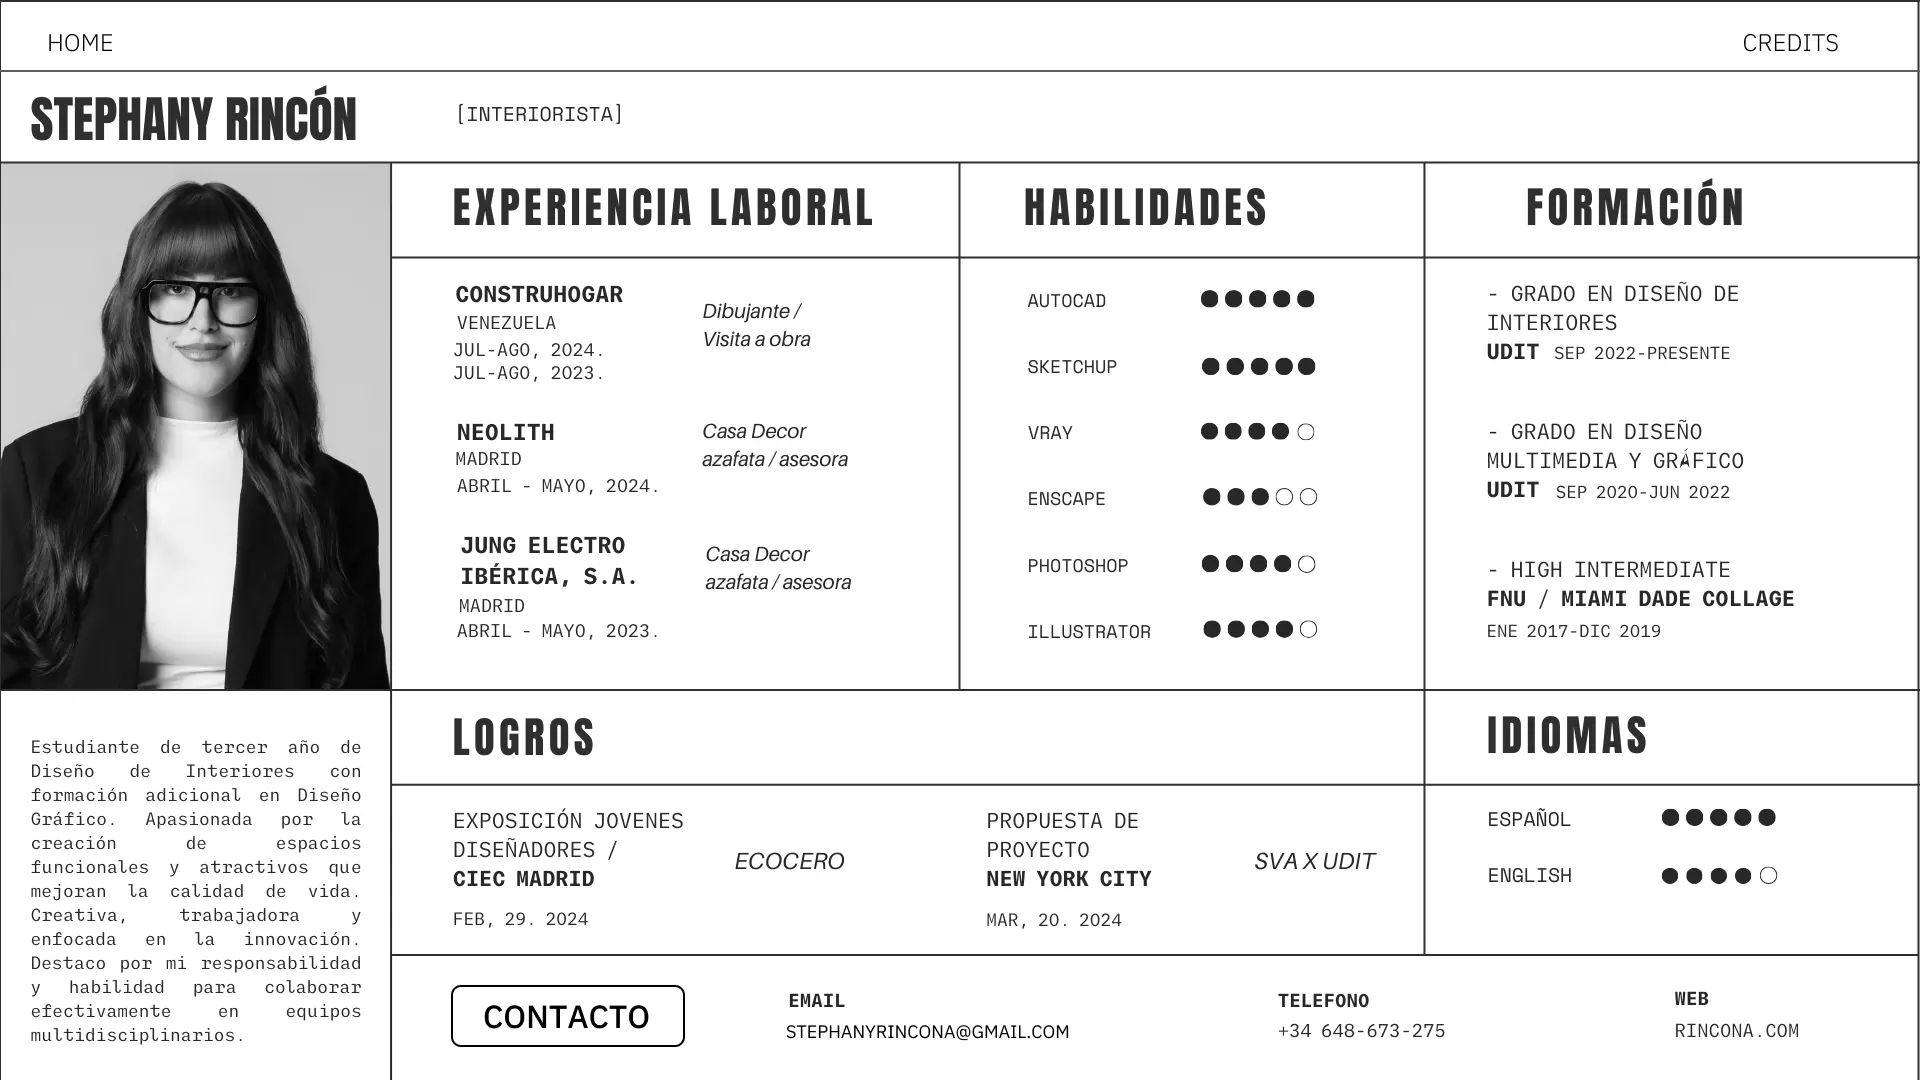 HOME
CREDITS
STEPHANY RINCÓN
[INTERIORISTA]
EXPERIENCIA LABORAL
CONSTRUHOGAR
VENEZUELA
JUL-AGO, 2024.
JUL-AGO, 2023.
Dibujante /
Visita a obra
NEOLITH
MADRID
ABRIL - MAYO, 2024.
Casa Decor
azafata / asesora
JUNG ELECTRO
IBÉRICA, S.A.
MADRID
ABRIL - MAYO, 2023.
Casa Decor
azafata / asesora
HABILIDADES
AUTOCAD
SKETCHUP
VRAY
ENSCAPE
PHOTOSHOP
ILLUSTRATOR
FORMACIÓN
- GRADO EN DISEÑO DE
INTERIORES
UDIT SEP 2022-PRESENTE
- GRADO EN DISEÑO
MULTIMEDIA Y GRÁFICO
UDIT SEP 2020-JUN 2022
- HIGH INTERMEDIATE
FNU / MIAMI DADE COLLAGE
ENE 2017-DIC 2019
Estudiante de tercer año de
Diseño de Interiores con
formación adicional en Diseño
Gráfico. Apasionada por la
creación de espacios
funcionales y atractivos que
mejoran la calidad de vida.
Creativa, trabajadora y
enfocada en la innovación.
Destaco por mi responsabilidad
y habilidad para colaborar
efectivamente en equipos
multidisciplinarios.
LOGROS
EXPOSICIÓN JOVENES
DISEÑADORES /
CIEC MADRID
FEB, 29. 2024
ECOCERO
PROPUESTA DE
PROYECTO
NEW YORK CITY
MAR, 20. 2024
SVA X UDIT
IDIOMAS
ESPAÑOL
ENGLISH
CONTACTO
EMAIL
STEPHANYRINCONA@GMAIL.COM
TELEFONO
+34 648-673-275
WEB
RINCONA.COM